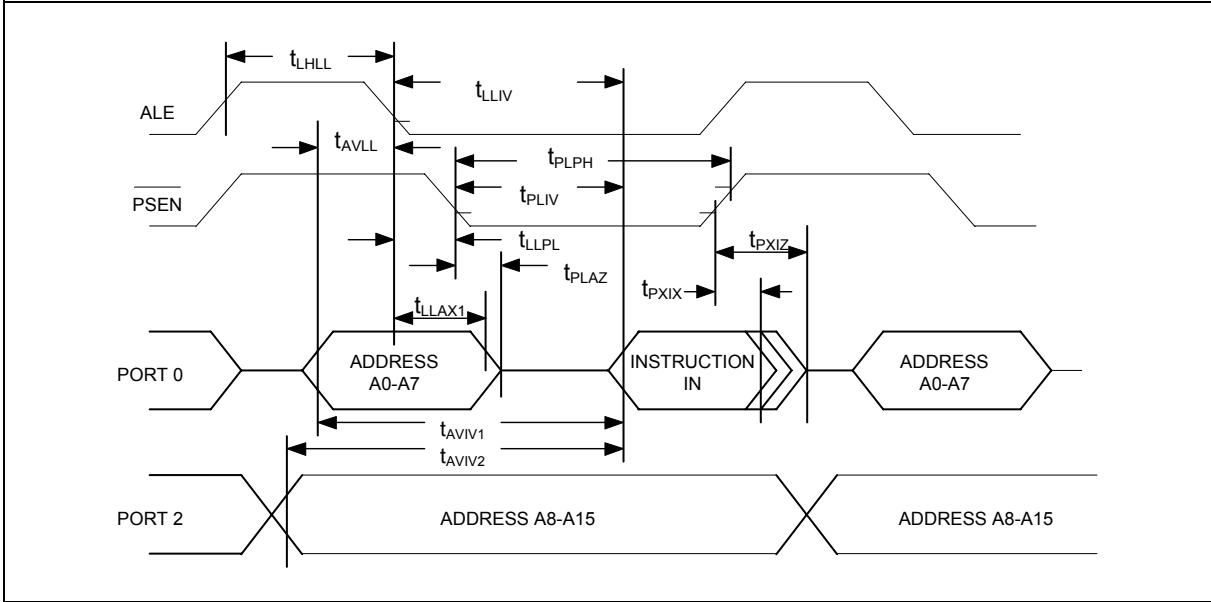 tLHLL
tLLIV
ALE
tAVLL
tPLPH
PSEN
tPLIV
tLLPL
tPXIZ
tPLAZ
tPXIX
tLLAX1
PORT 0
ADDRESS
A0-A7
INSTRUCTION
IN
ADDRESS
A0-A7
tAVIV1
tAVIV2
PORT 2
ADDRESS A8-A15
ADDRESS A8-A15